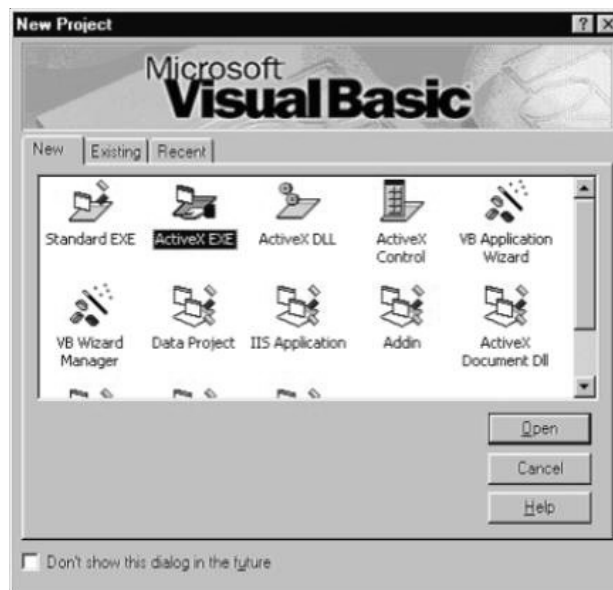 New Project
Microsoft
Visual Basic
New Existing Recent
Standard EXE ActiveX EXE ActiveX DLL ActiveX VB Application
Control Wizard
VB Wizard Data Project IIS Application Addin ActiveX
Manager Document Dll
Open
Cancel
Help
Don't show this dialog in the future